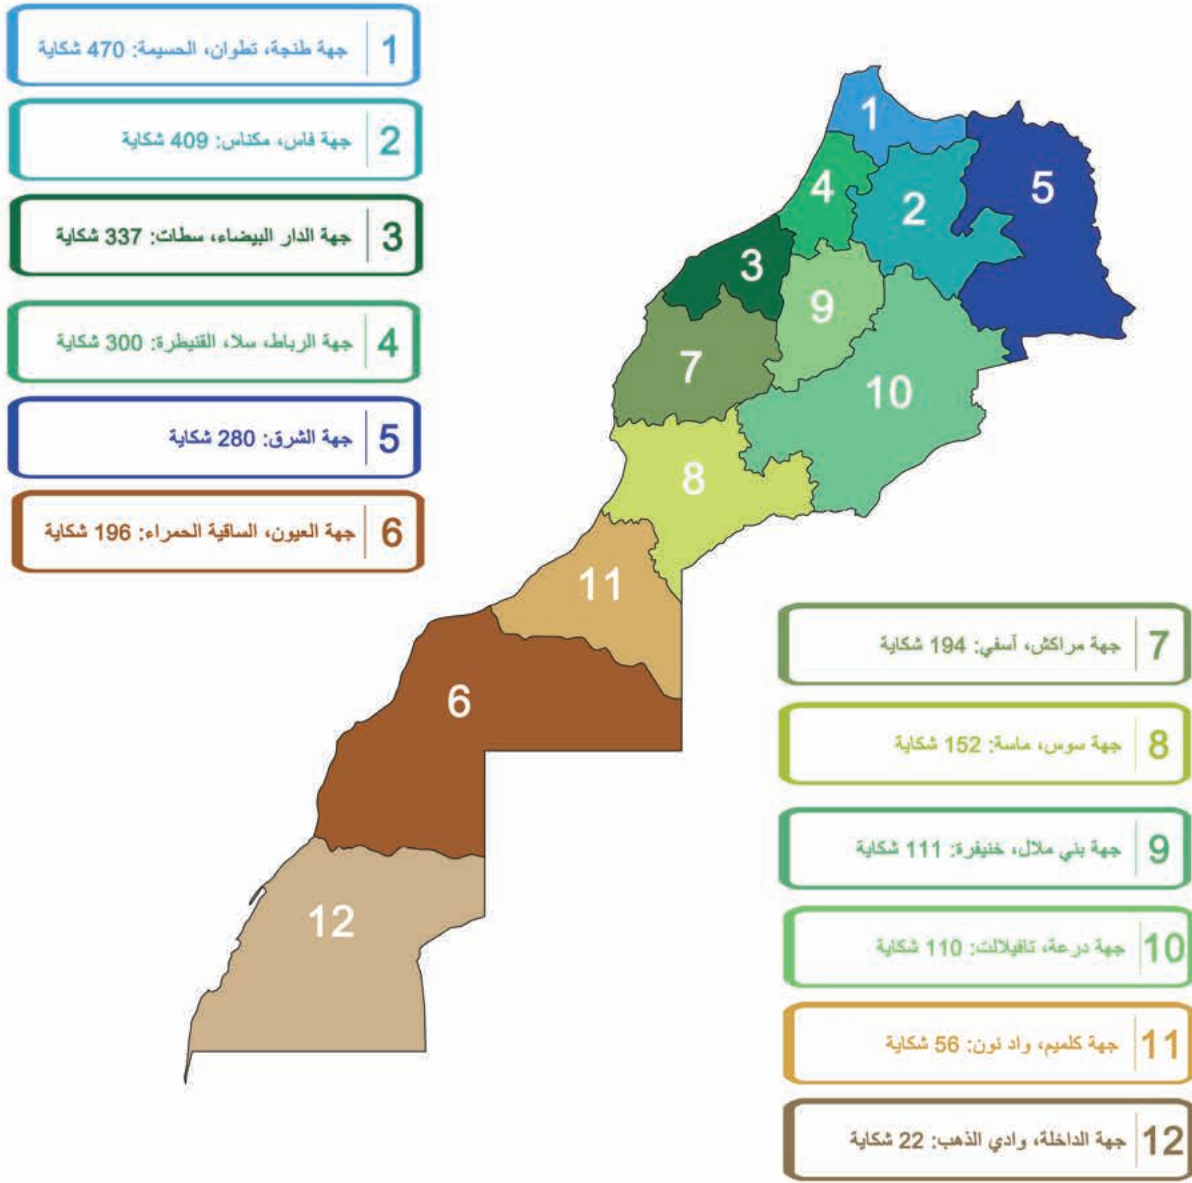 1 جهة طنجة، تطوان، الحسيمة: 470 شكاية
2 جهة فاس، مكناس: 409 شكاية
3 جهة الدار البيضاء، سطات: 337 شكاية
4 جهة الرباط، سلا، القنيطرة: 300 شكاية
5 جهة الشرق: 280 شكاية
6 جهة العيون، الساقية الحمراء: 196 شكاية
1
5
4
2
3
9
7
10
8
11
6
12
7 جهة مراكش، آسفي: 194 شكاية
8 جهة سوس، ماسة: 152 شكاية
9 جهة بني ملال، خنيفرة: 111 شكاية
10 جهة درعة، تافيلالت: 110 شكاية
11 جهة كلميم، واد نون: 56 شكاية
12 جهة الداخلة، وادي الذهب: 22 شكاية